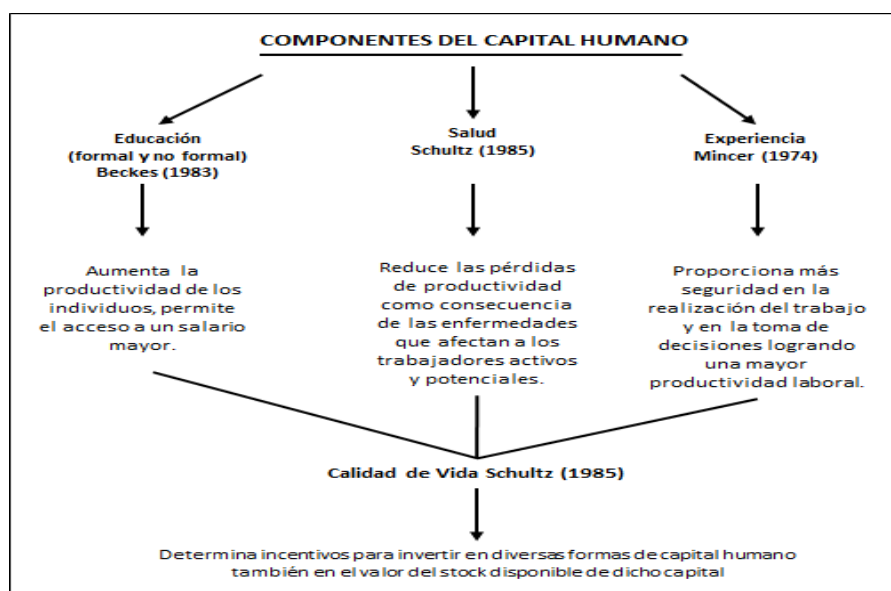 COMPONENTES DEL CAPITAL HUMANO
Educación
(formal y no formal)
Beckes (1983)
Salud
Schultz (1985)
Experiencia
Mincer (1974)
Aumenta la
productividad de los
individuos, permite
el acceso a un salario
mayor.
Reduce las pérdidas
de productividad
como consecuencia
de las enfermedades
que afectan a los
trabajadores activos
y potenciales.
Proporciona más
seguridad en la
realización del trabajo
y en la toma de
decisiones logrando
una mayor
productividad laboral.
Calidad de Vida Schultz (1985)
Determina incentivos para invertir en diversas formas de capital humano
también en el valor del stock disponible de dicho capital